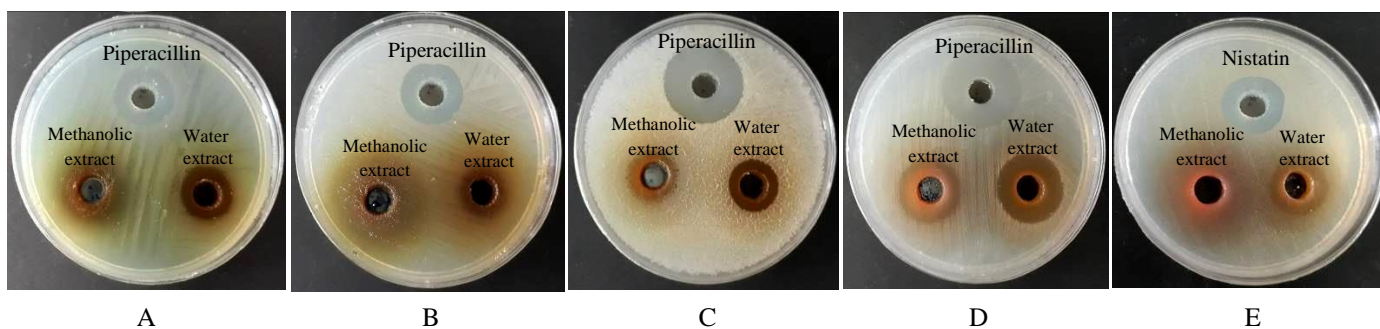 Piperacillin
Methanolic
extract
Water
extract
Piperacillin
Methanolic
extract
Water
extract
Piperacillin
Methanolic
extract
Water
extract
Piperacillin
Methanolic
extract
Water
extract
Nistatin
Methanolic
extract
Water
extract
A B C D E